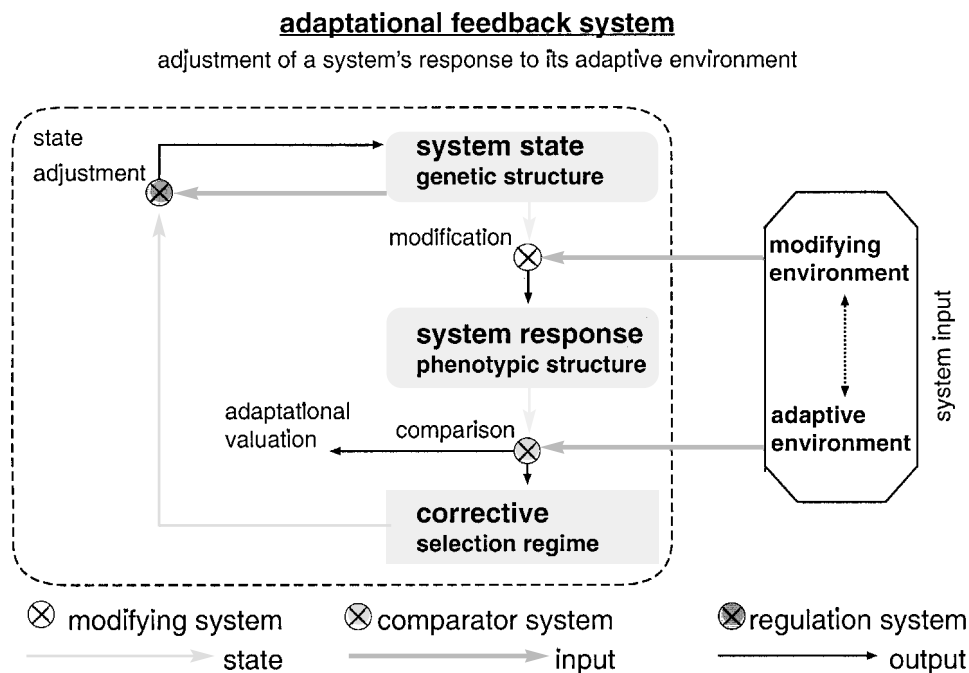 adaptational feedback system
adjustment of a system's response to its adaptive environment
state
adjustment
system state
genetic structure
modification
modifying
environment
system response
phenotypic structure
system input
adaptational
valuation
comparison
adaptive
environment
corrective
selection regime
modifying system
comparator system
regulation system
state
input
output